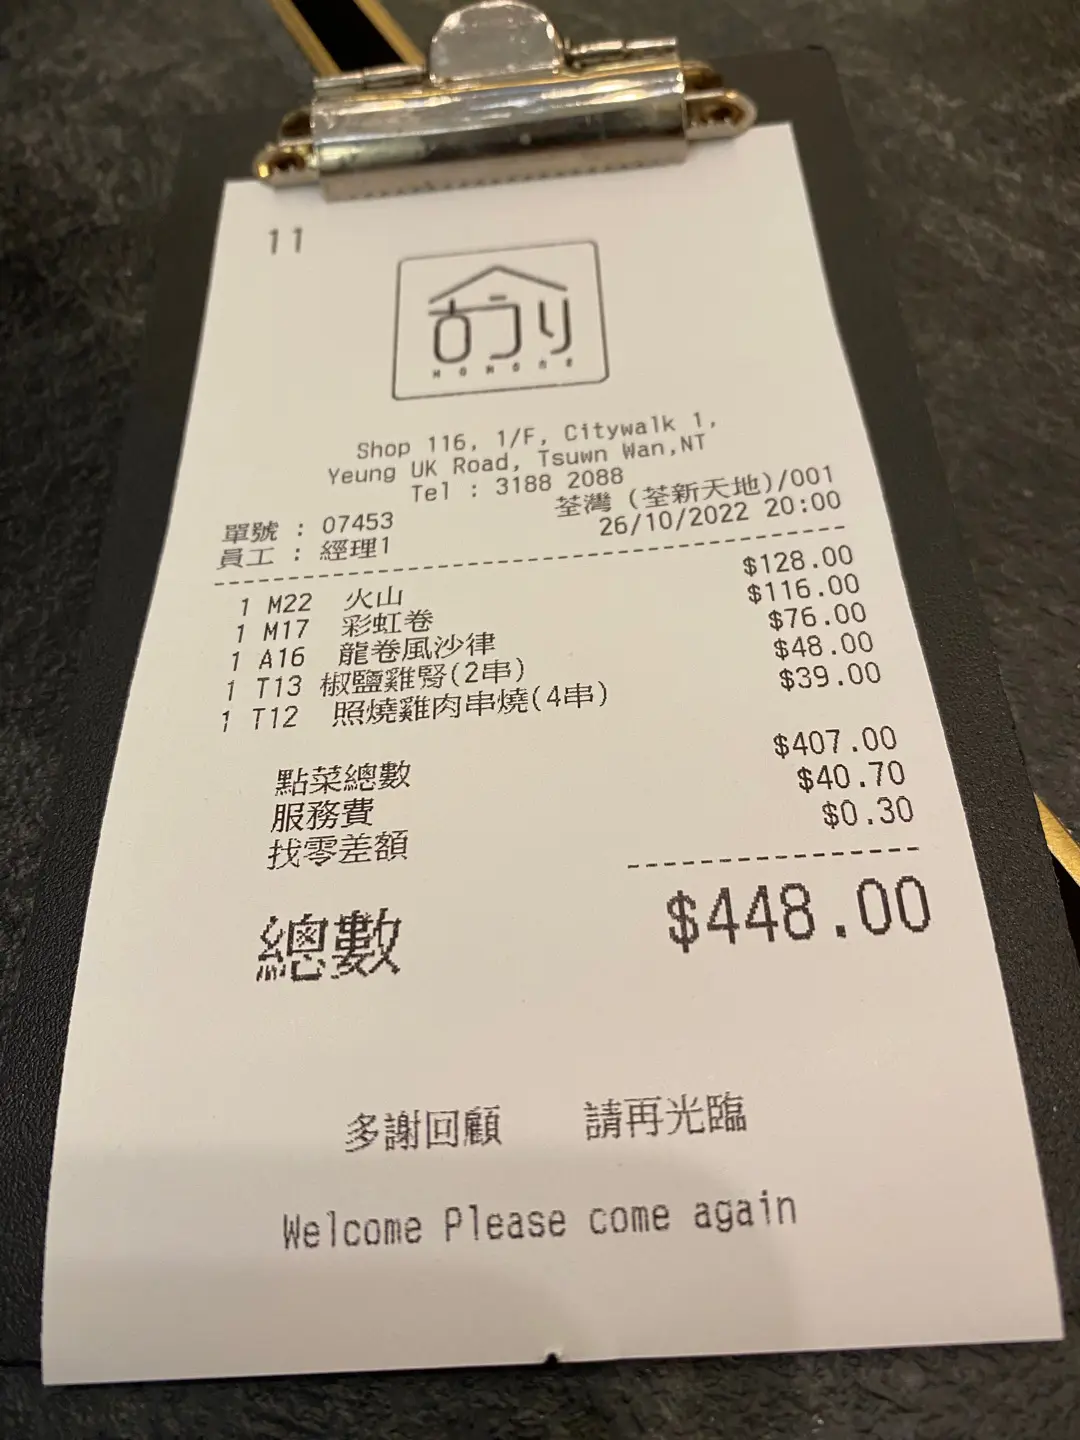 11
HOMONE
Shop 116, 1/F, Citywalk 1,
Yeung UK Road, Tsuwn Wan,NT
Tel : 3188 2088
荃灣 (荃新天地)/001
單號 : 07453
26/10/2022 20:00
員工 : 經理1
1 M22 火山 $128.00
1 M17 彩虹卷 $116.00
1 A16 龍卷風沙律 $76.00
1 T13 椒鹽雞腎(2串) $48.00
1 T12 照燒雞肉串燒(4串) $39.00
點菜總數 $407.00
服務費 $40.70
找零差額 $0.30
總數 $448.00
多謝回顧 請再光臨
Welcome Please come again